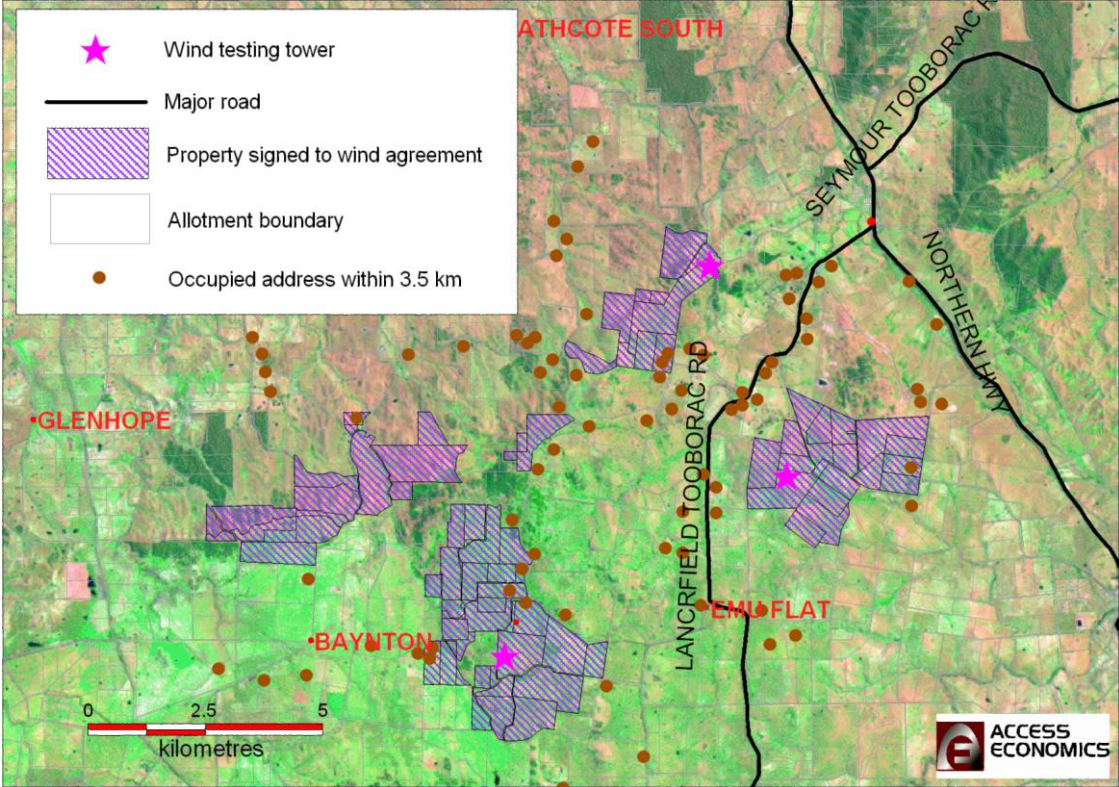 ATHCOTE SOUTH
Wind testing tower
Major road
Property signed to wind agreement
Allotment boundary
Occupied address within 3.5 km
SEYMOUR TOOBORAC R
NORTHERN HWY
LANCRFIELD TOOBORAC RD
GLENHOPE
EMU FLAT
BAYNTON
0 2.5 5
kilometres
ACCESS
ECONOMICS